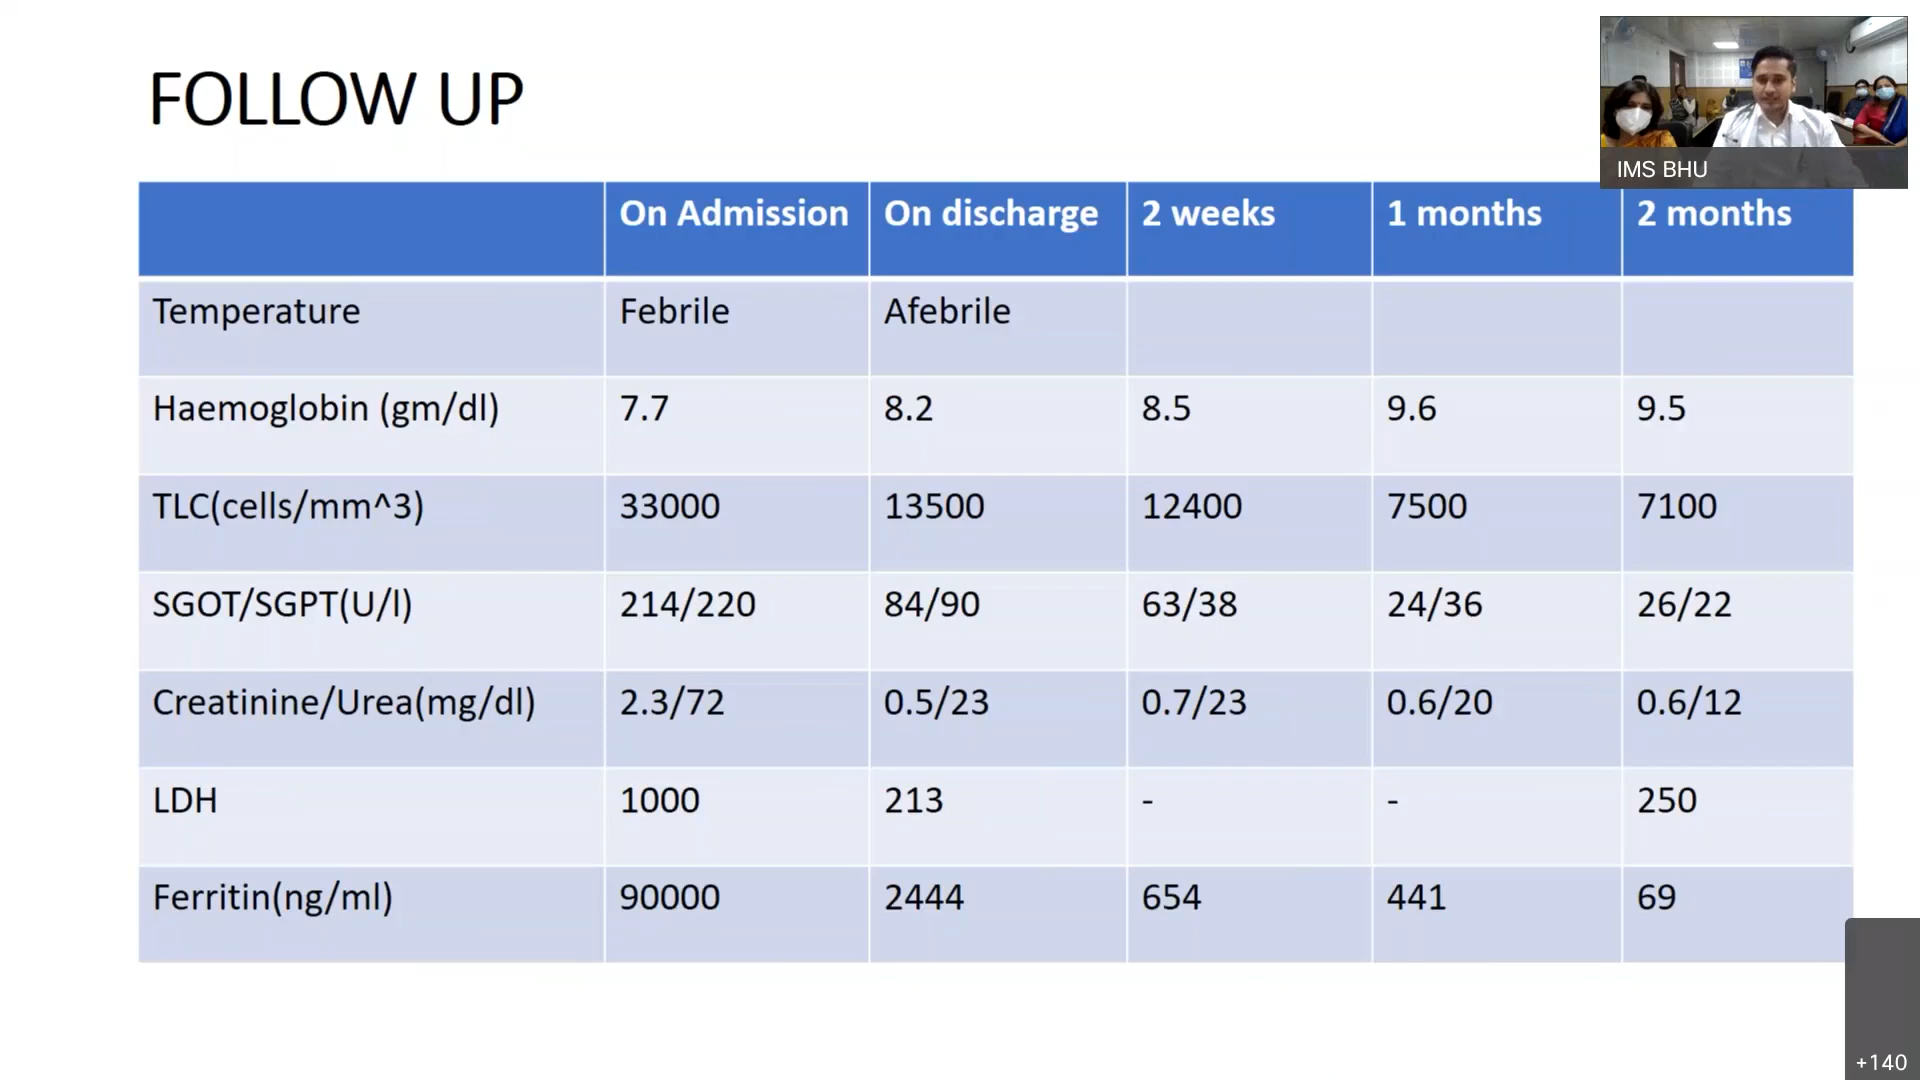 FOLLOW UP
IMS BHU
On Admission On discharge 2 weeks 1 months 2 months
Temperature Febrile Afebrile
Haemoglobin (gm/dl) 7.7 8.2 8.5 9.6 9.5
TLC(cells/mm^3) 33000 13500 12400 7500 7100
SGOT/SGPT(U/l) 214/220 84/90 63/38 24/36 26/22
Creatinine/Urea(mg/dl) 2.3/72 0.5/23 0.7/23 0.6/20 0.6/12
LDH 1000 213 - - 250
Ferritin(ng/ml) 90000 2444 654 441 69
+140